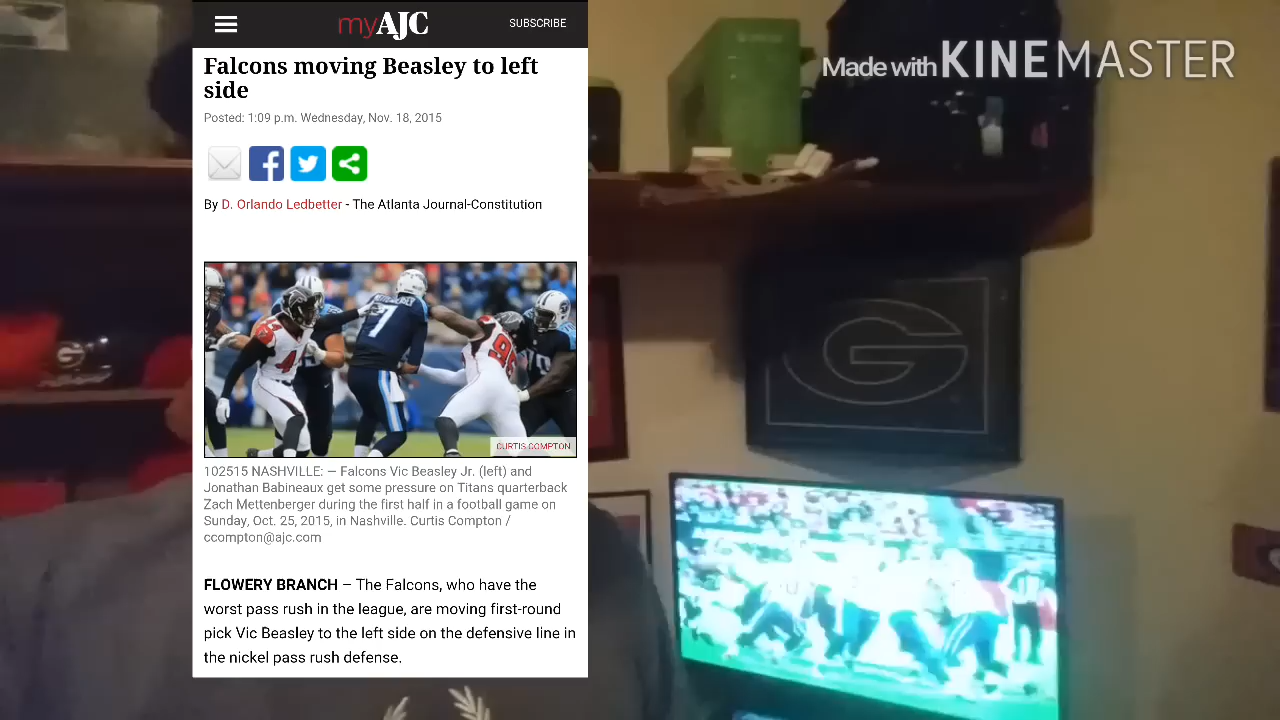 myAJC
SUBSCRIBE
Made with KINEMASTER
Falcons moving Beasley to left
side
Posted: 1:09 p.m. Wednesday, Nov. 18, 2015
By D. Orlando Ledbetter - The Atlanta Journal-Constitution
7
CURTIS COMPTON
102515 NASHVILLE: — Falcons Vic Beasley Jr. (left) and
Jonathan Babineaux get some pressure on Titans quarterback
Zach Mettenberger during the first half in a football game on
Sunday, Oct. 25, 2015, in Nashville. Curtis Compton /
ccompton@ajc.com
FLOWERY BRANCH – The Falcons, who have the
worst pass rush in the league, are moving first-round
pick Vic Beasley to the left side on the defensive line in
the nickel pass rush defense.
G